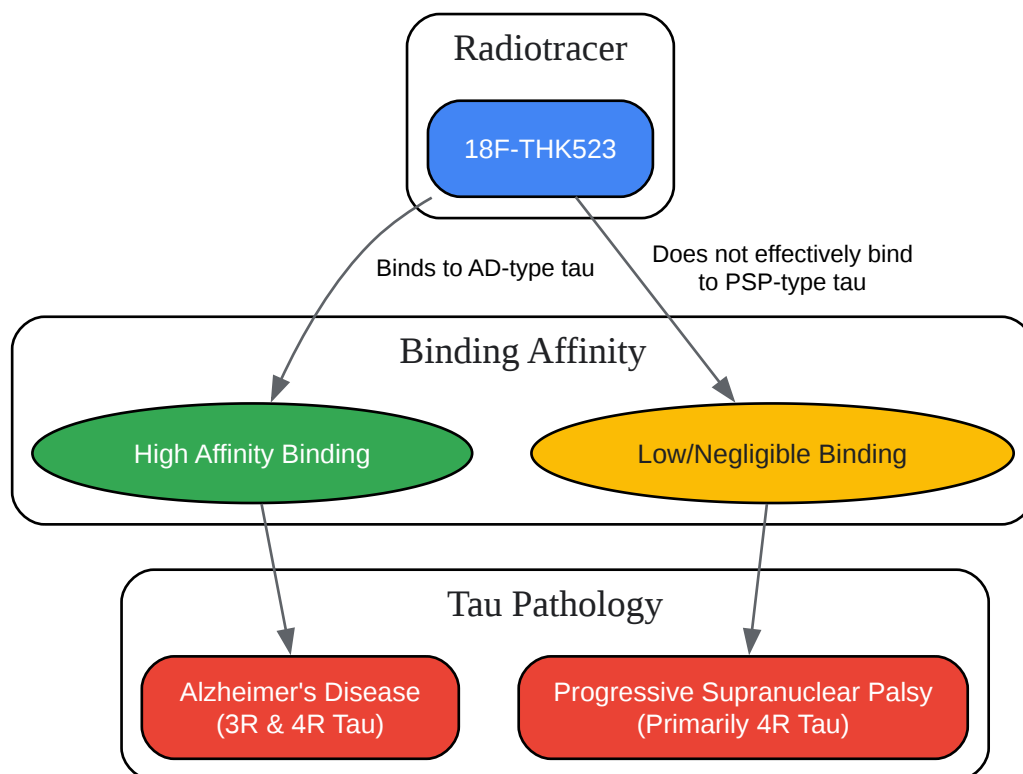 Radiotracer
18F-THK523
Binds to AD-type tau
Does not effectively bind
to PSP-type tau
Binding Affinity
High Affinity Binding
Low/Negligible Binding
Tau Pathology
Alzheimer's Disease
(3R & 4R Tau)
Progressive Supranuclear Palsy
(Primarily 4R Tau)